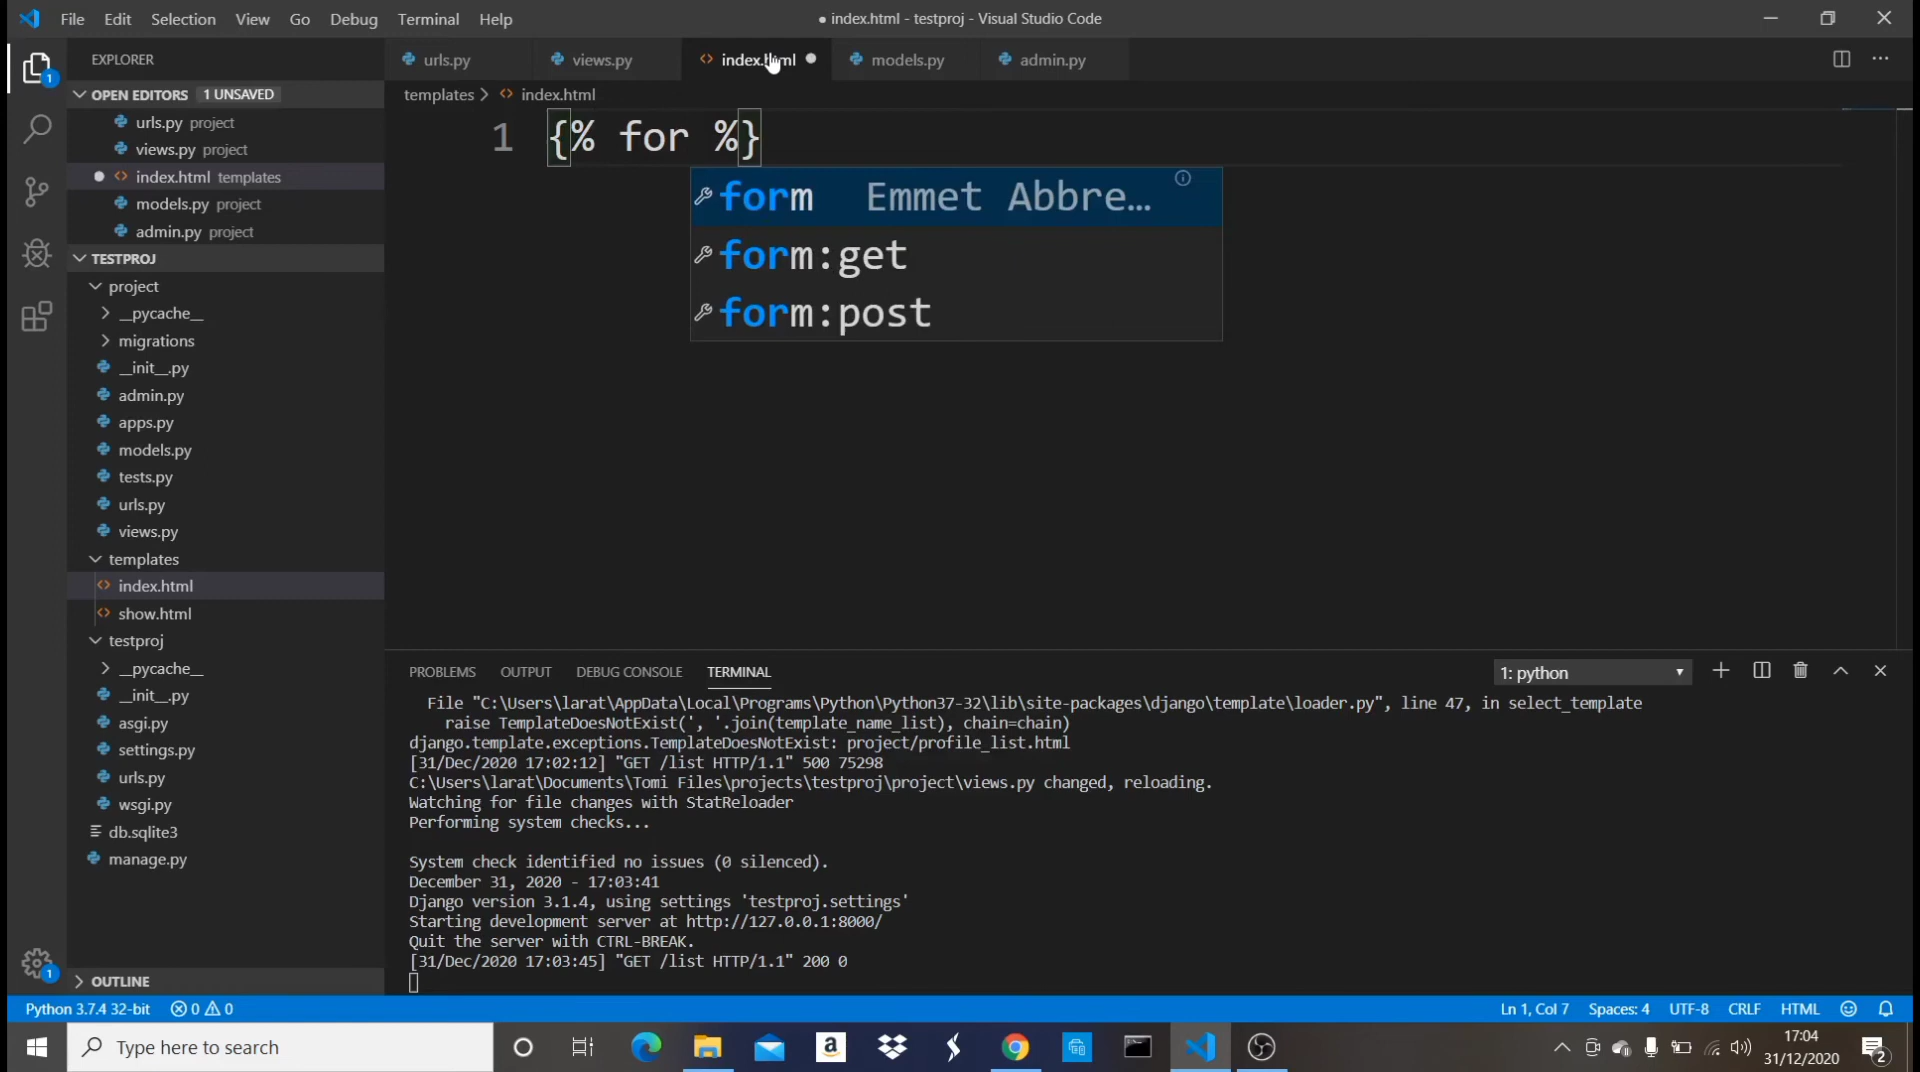 File Edit Selection View Go Debug Terminal Help
● index.html - testproj - Visual Studio Code
EXPLORER
OPEN EDITORS 1 UNSAVED
urls.py project
views.py project
index.html templates
models.py project
admin.py project
TESTPROJ
project
__pycache__
migrations
__init__.py
admin.py
apps.py
models.py
tests.py
urls.py
views.py
templates
index.html
show.html
testproj
__pycache__
__init__.py
asgi.py
settings.py
urls.py
wsgi.py
db.sqlite3
manage.py
OUTLINE
1
1
urls.py views.py index.html models.py admin.py
templates > index.html
1 {% for %}
form Emmet Abbre...
form:get
form:post
PROBLEMS OUTPUT DEBUG CONSOLE TERMINAL
1: python
File "C:\Users\larat\AppData\Local\Programs\Python\Python37-32\lib\site-packages\django\template\loader.py", line 47, in select_template
raise TemplateDoesNotExist(', '.join(template_name_list), chain=chain)
django.template.exceptions.TemplateDoesNotExist: project/profile_list.html
[31/Dec/2020 17:02:12] "GET /list HTTP/1.1" 500 75298
C:\Users\larat\Documents\Tomi Files\projects\testproj\project\views.py changed, reloading.
Watching for file changes with StatReloader
Performing system checks...
System check identified no issues (0 silenced).
December 31, 2020 - 17:03:41
Django version 3.1.4, using settings 'testproj.settings'
Starting development server at http://127.0.0.1:8000/
Quit the server with CTRL-BREAK.
[31/Dec/2020 17:03:45] "GET /list HTTP/1.1" 200 0
Python 3.7.4 32-bit 0 0
Ln 1, Col 7 Spaces: 4 UTF-8 CRLF HTML
Type here to search
a
17:04
31/12/2020
2